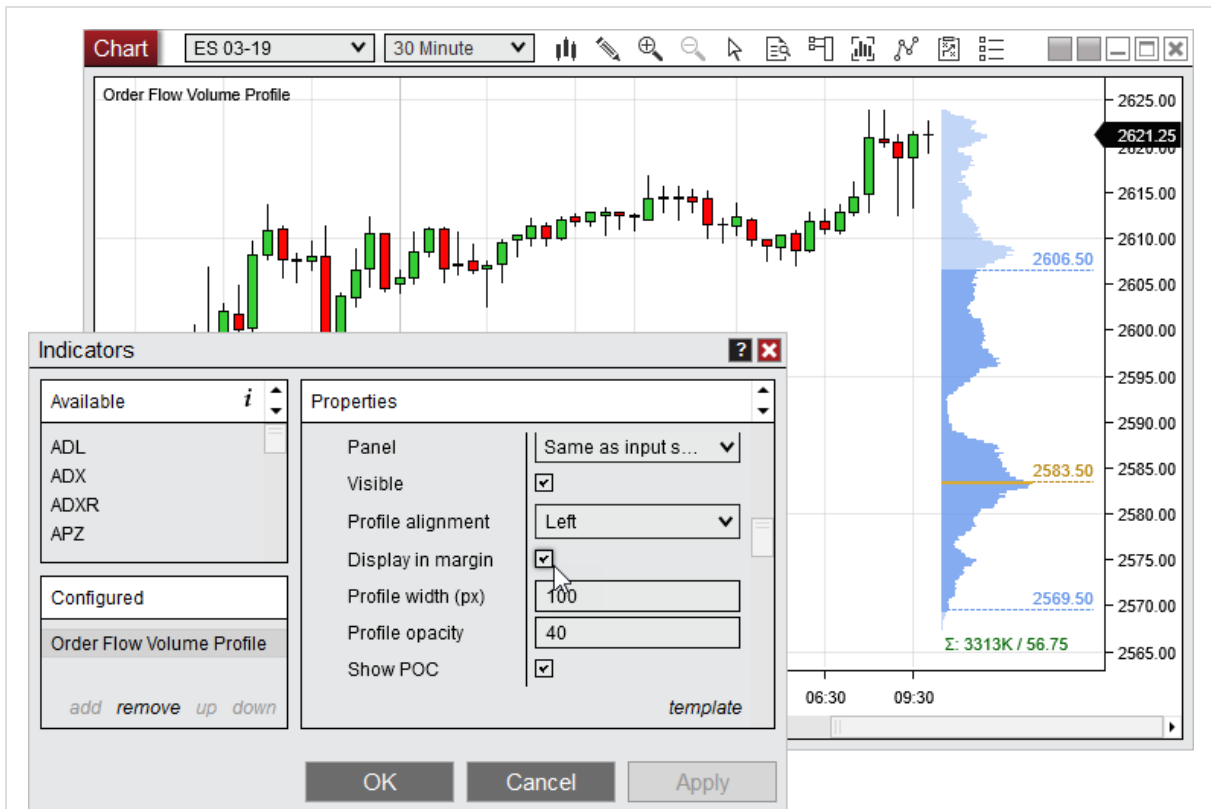 Chart ES 03-19 30 Minute
Order Flow Volume Profile
2625.00
2621.25
2620.00
2615.00
2610.00
2606.50
2605.00
2600.00
2595.00
2590.00
2585.00
2583.50
2580.00
2575.00
2570.00
2569.50
2565.00
Σ: 3313K / 56.75
06:30 09:30
Indicators ?
Available i
ADL
ADX
ADXR
APZ
Configured
Order Flow Volume Profile
add remove up down
Properties
Panel Same as input s...
Visible
Profile alignment Left
Display in margin
Profile width (px) 100
Profile opacity 40
Show POC
template
OK Cancel Apply